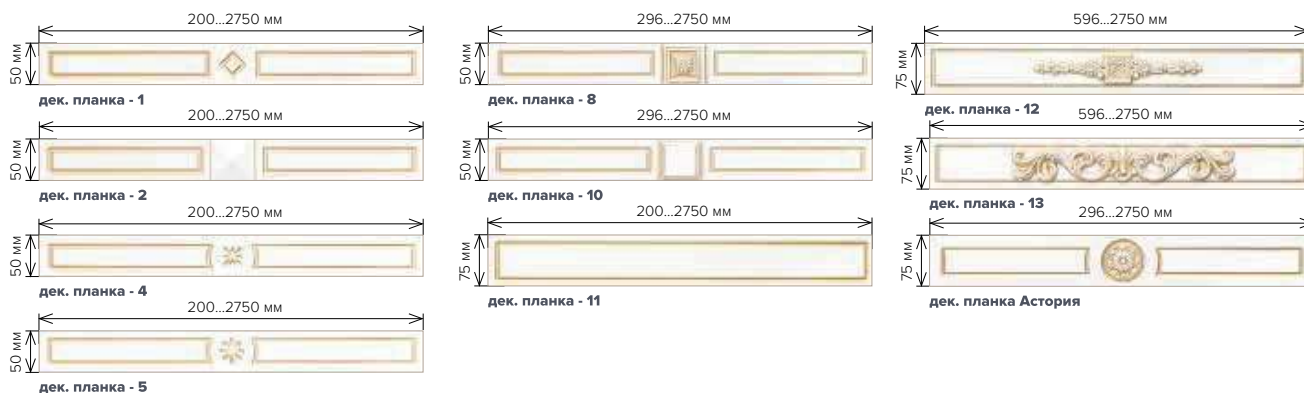 200...2750 мм
50 мм
дек. планка - 1
200...2750 мм
50 мм
дек. планка - 2
200...2750 мм
50 мм
дек. планка - 4
200...2750 мм
50 мм
дек. планка - 5
296...2750 мм
50 мм
дек. планка - 8
296...2750 мм
50 мм
дек. планка - 10
200...2750 мм
75 мм
дек. планка - 11
596...2750 мм
75 мм
дек. планка - 12
596...2750 мм
75 мм
дек. планка - 13
296...2750 мм
75 мм
дек. планка Астория